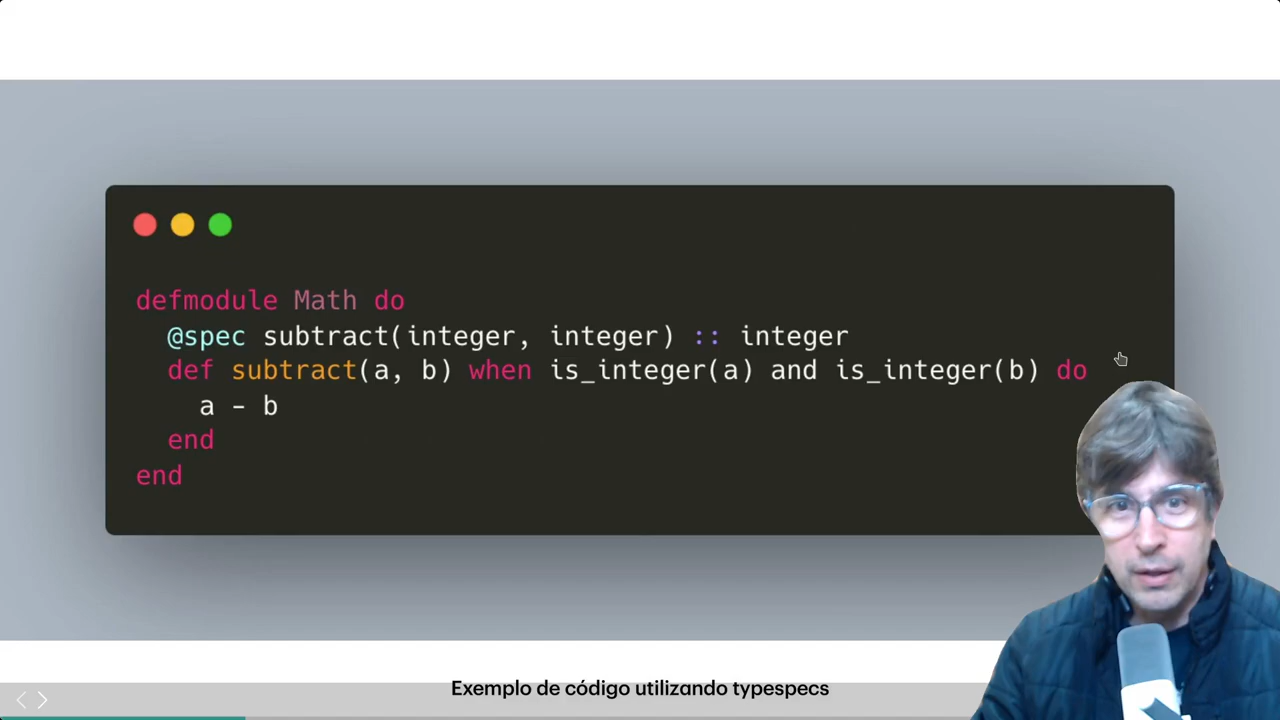 defmodule Math do
@spec subtract(integer, integer) :: integer
def subtract(a, b) when is_integer(a) and is_integer(b) do
a - b
end
end
Exemplo de código utilizando typespecs